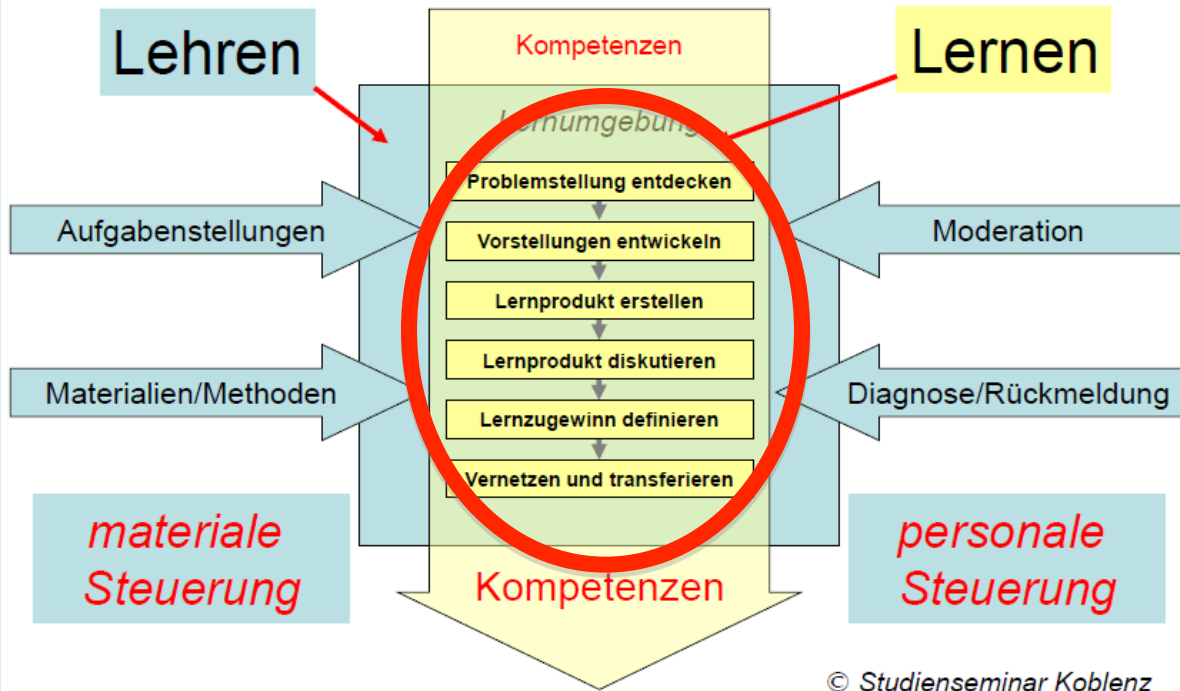 Lehren
Kompetenzen
Lernen
Lernumgebung
Problemstellung entdecken
Aufgabenstellungen
Vorstellungen entwickeln
Moderation
Lernprodukt erstellen
Lernprodukt diskutieren
Materialien/Methoden
Diagnose/Rückmeldung
Lernzugewinn definieren
Vernetzen und transferieren
materiale
Steuerung
personale
Steuerung
Kompetenzen
© Studienseminar Koblenz